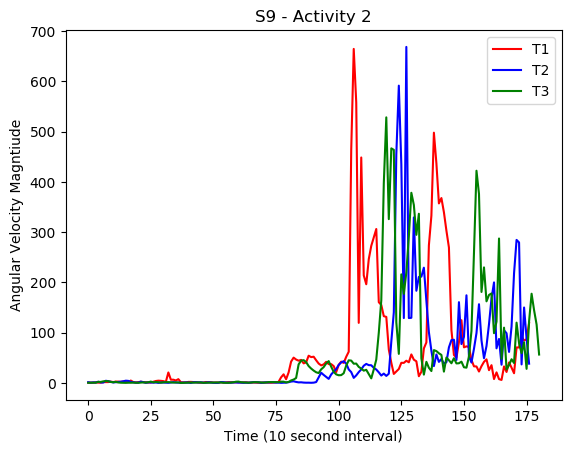 S9 - Activity 2
700
600
500
400
300
200
100
0
Angular Velocity Magntiude
T1
T2
T3
0 25 50 75 100 125 150 175
Time (10 second interval)